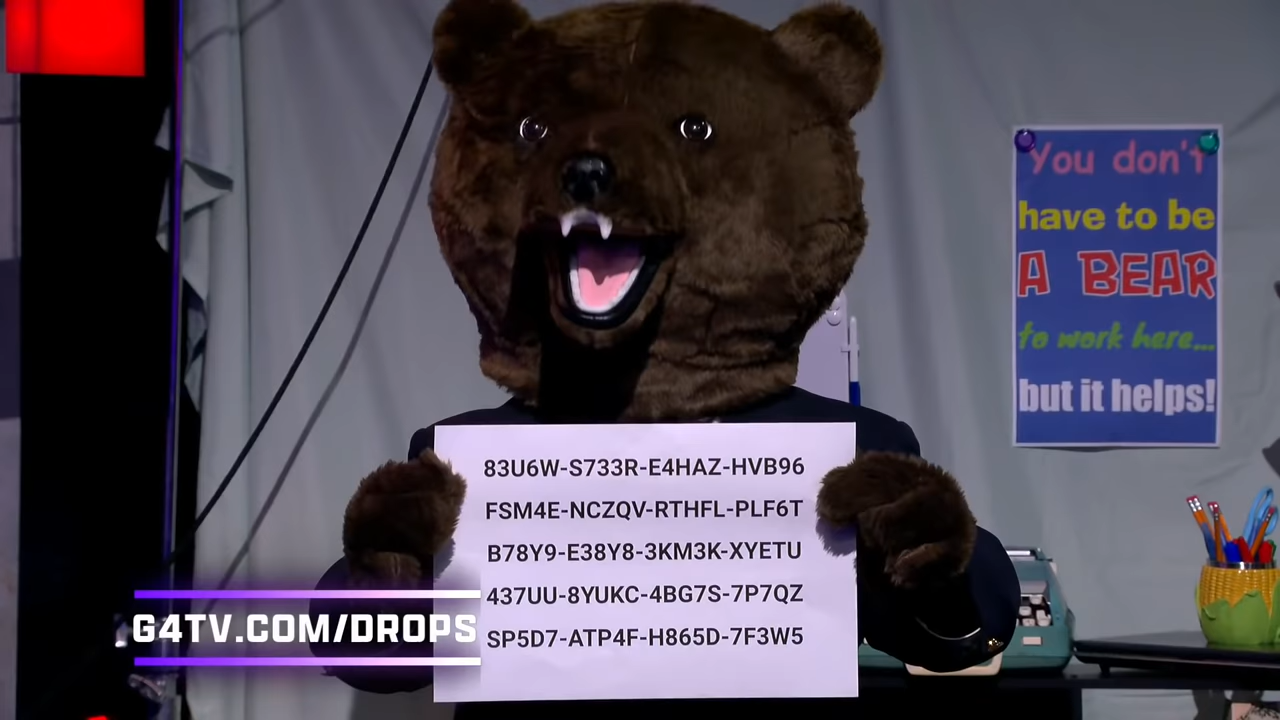 You don't
have to be
A BEAR
to work here...
but it helps!
83U6W-S733R-E4HAZ-HVB96
FSM4E-NCZQV-RTHFL-PLF6T
B78Y9-E38Y8-3KM3K-XYETU
437UU-8YUKC-4BG7S-7P7QZ
SP5D7-ATP4F-H865D-7F3W5
G4TV.COM/DROPS